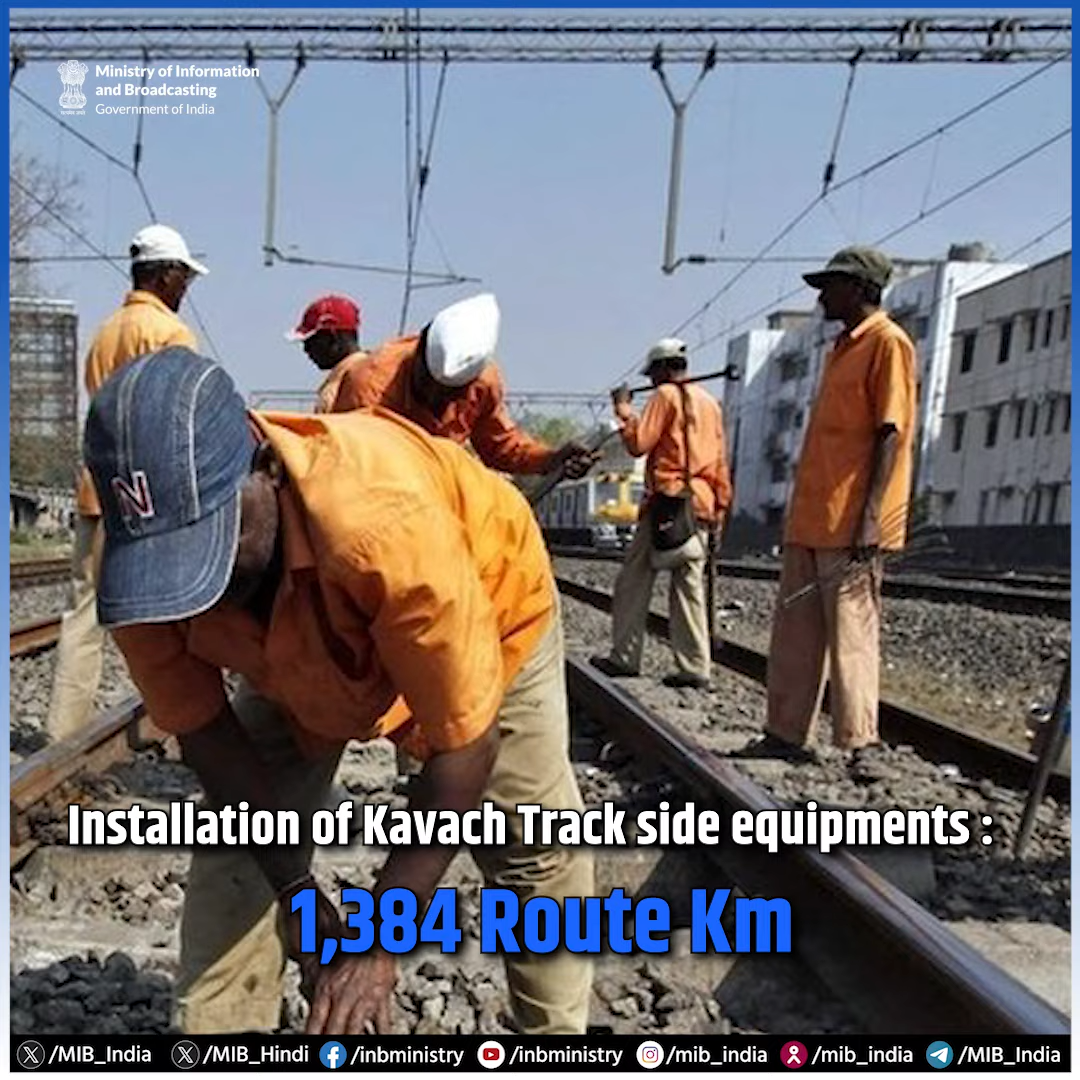 Ministry of Information
and Broadcasting
Government of India
N
Installation of Kavach Track side equipments :
1,384 Route Km
/MIB_India /MIB_Hindi /inbministry /inbministry /mib_india /mib_india /MIB_India